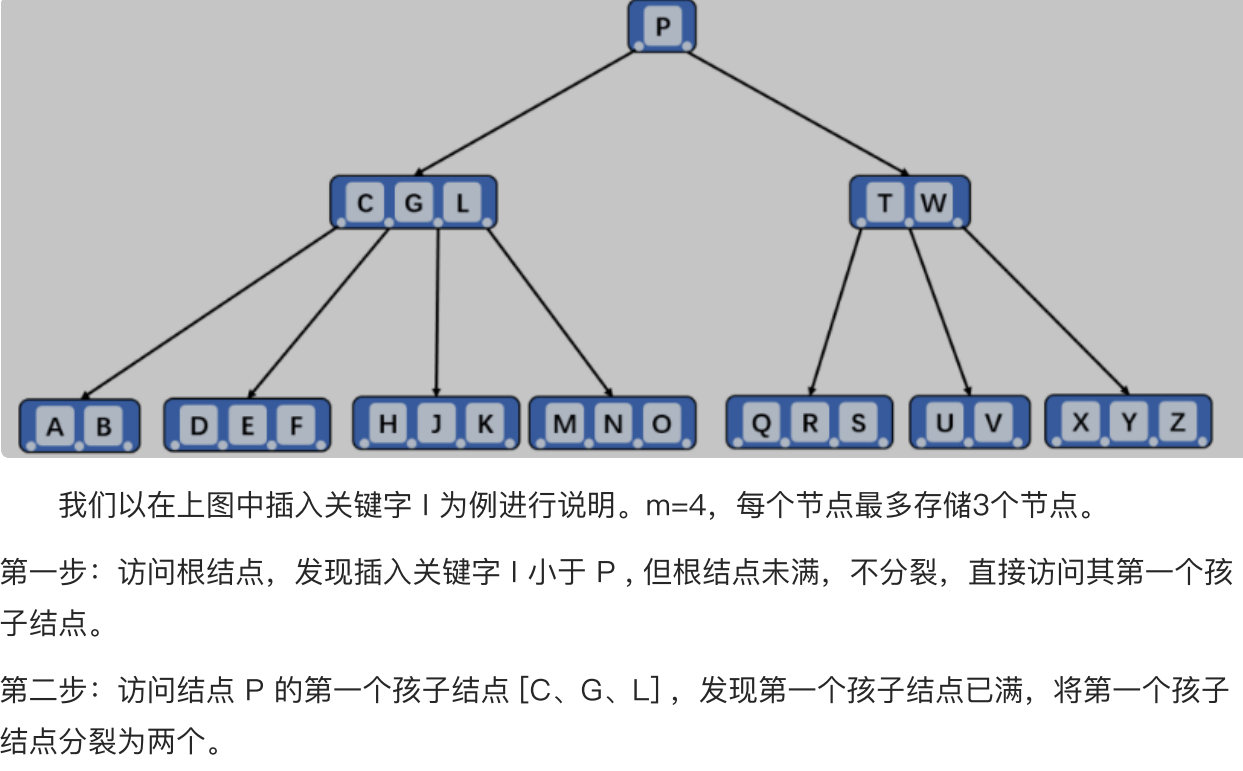 P
C G L
T W
A B
D E F
H J K
M N O
Q R S
U V
X Y Z
我们以在上图中插入关键字 I 为例进行说明。m=4，每个节点最多存储3个节点。
第一步：访问根结点，发现插入关键字 I 小于 P , 但根结点未满，不分裂，直接访问其第一个孩
子结点。
第二步：访问结点 P 的第一个孩子结点 [C、G、L] ，发现第一个孩子结点已满，将第一个孩子
结点分裂为两个。